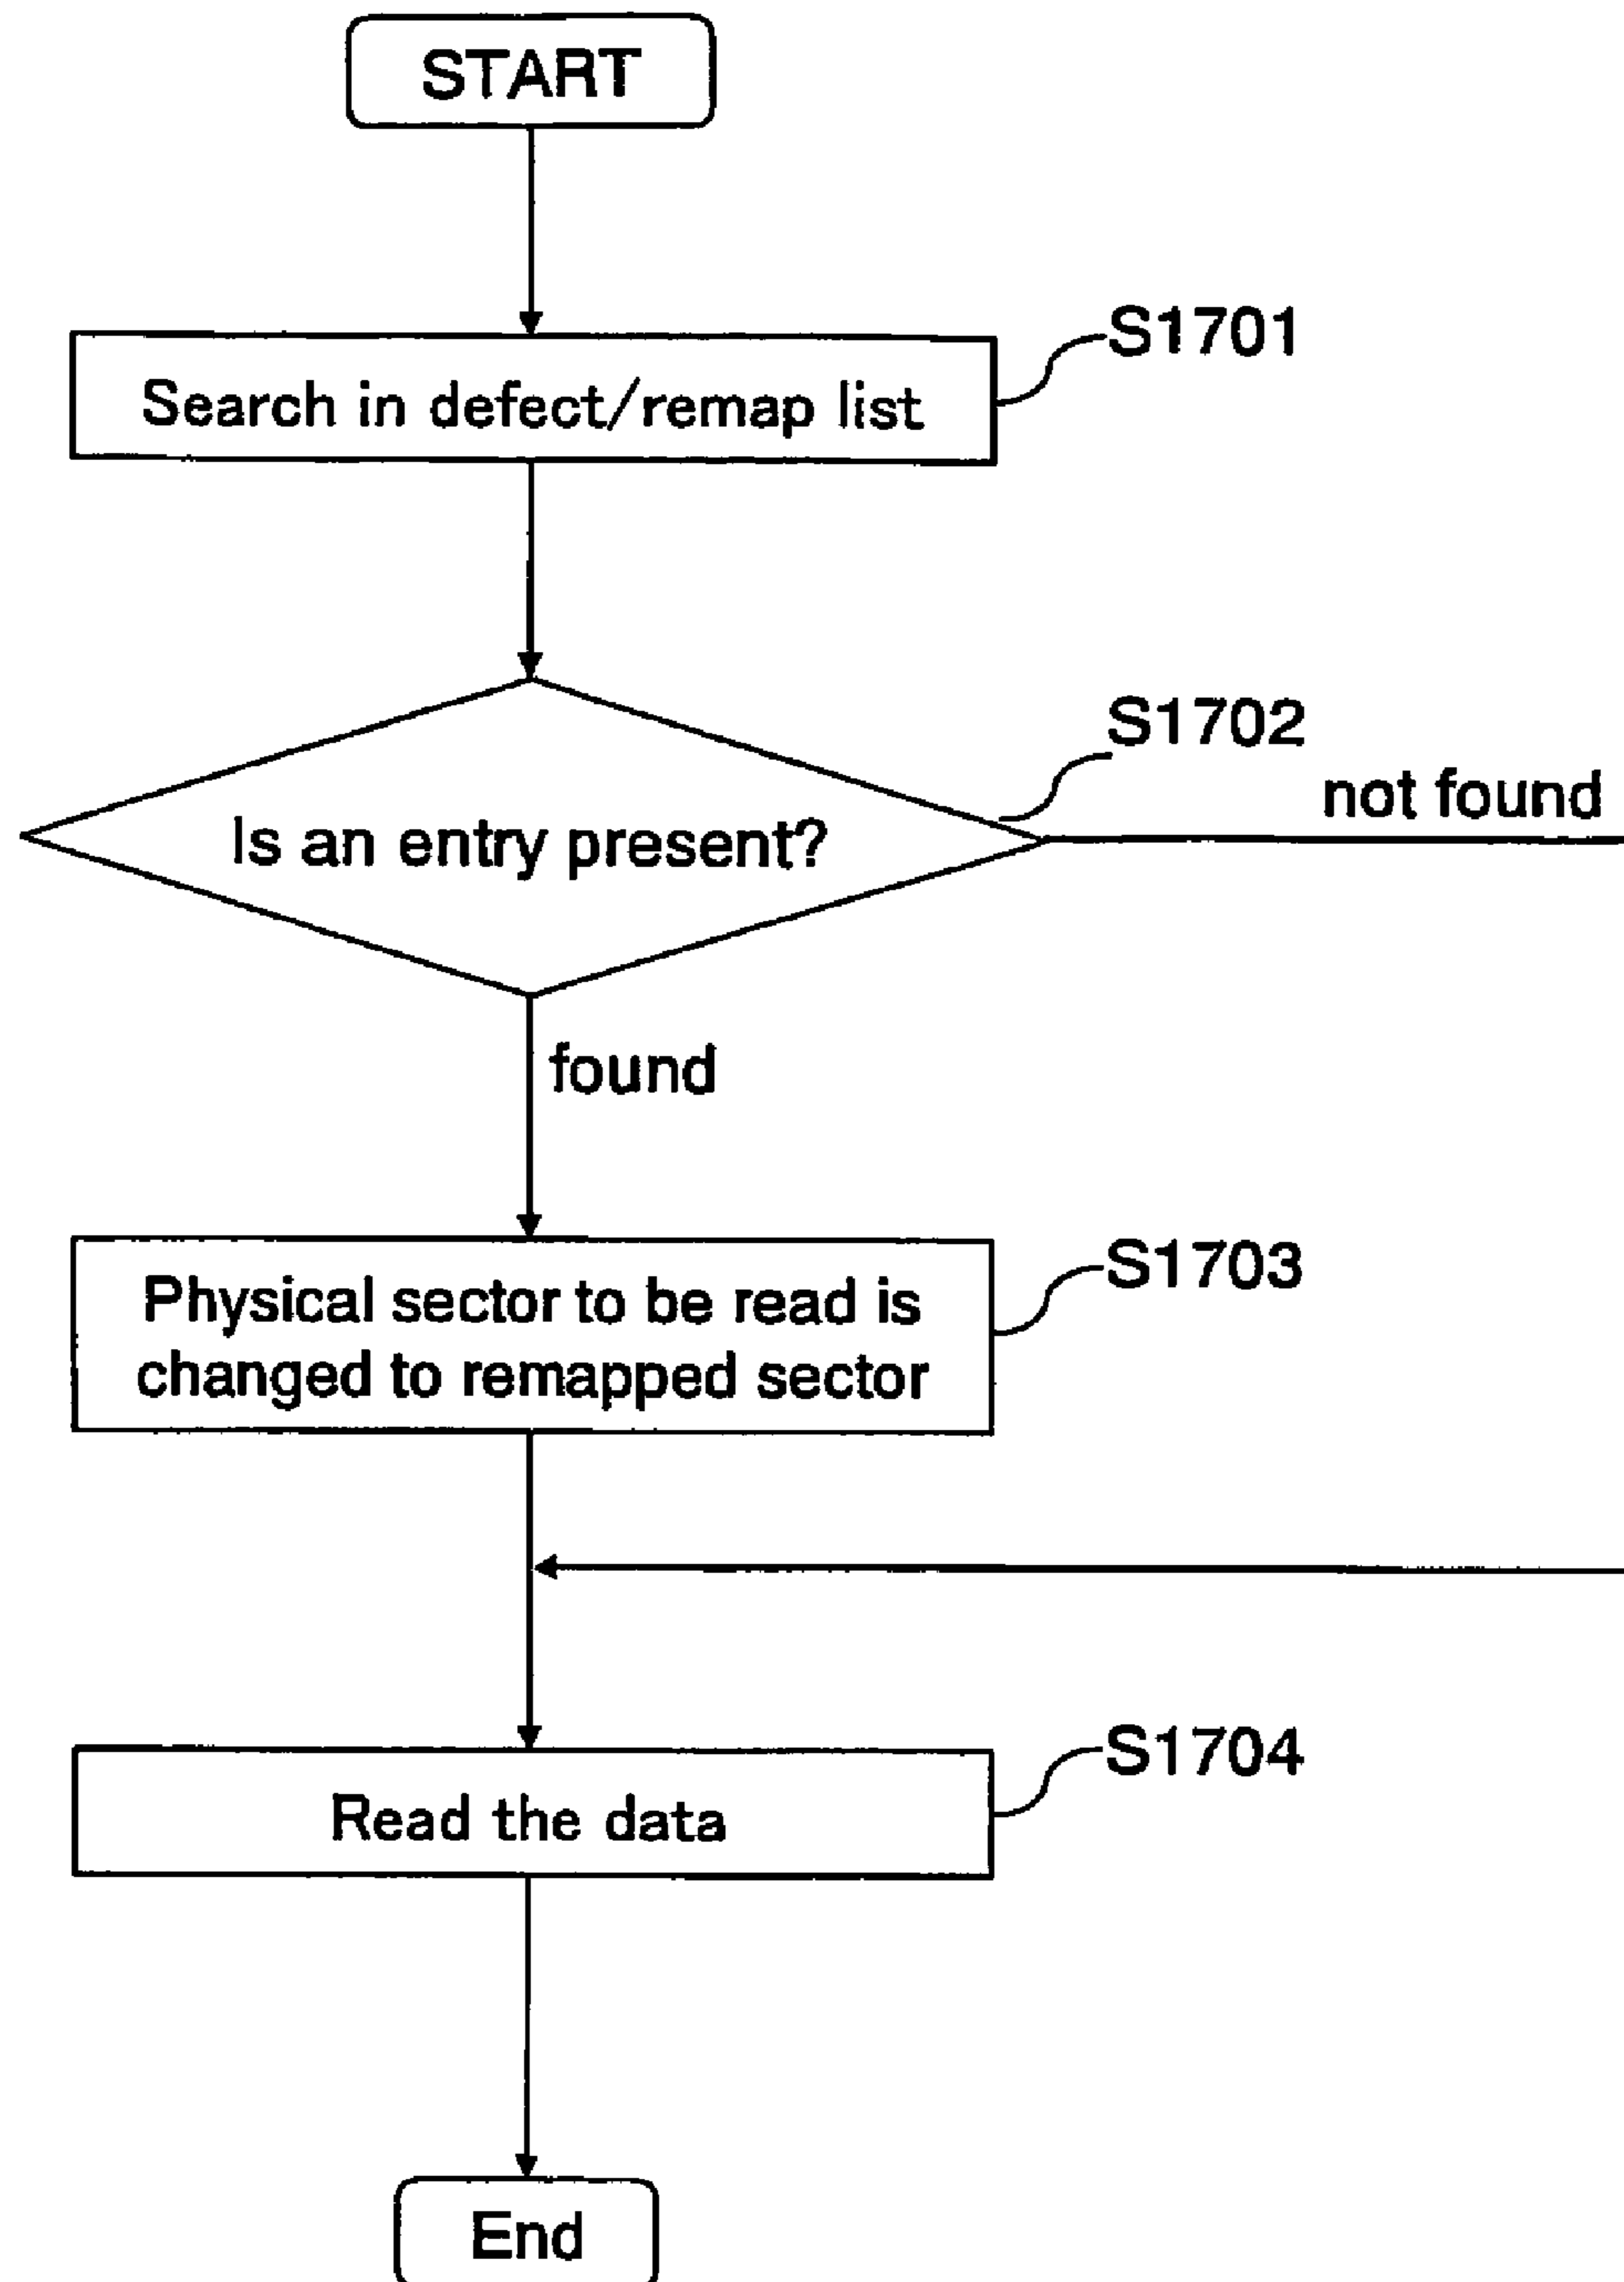 START
S1701
Search in defect/remap list
S1702
not found
Is an entry present?
found
S1703
Physical sector to be read is
changed to remapped sector
S1704
Read the data
End